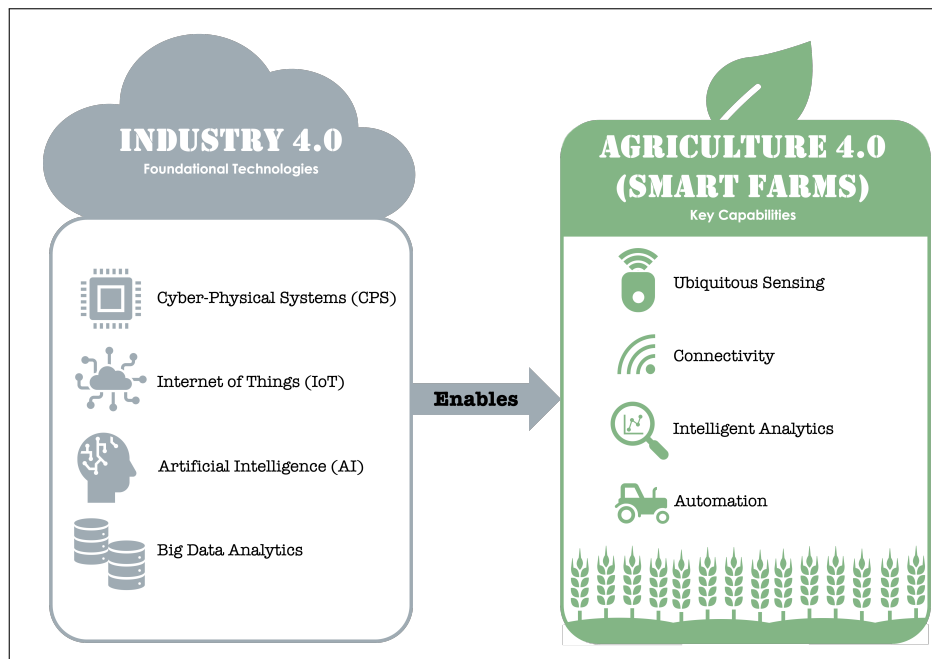 INDUSTRY 4.0
Foundational Technologies
Cyber-Physical Systems (CPS)
Internet of Things (IoT)
Artificial Intelligence (AI)
Big Data Analytics
Enables
AGRICULTURE 4.0
(SMART FARMS)
Key Capabilities
Ubiquitous Sensing
Connectivity
Intelligent Analytics
Automation